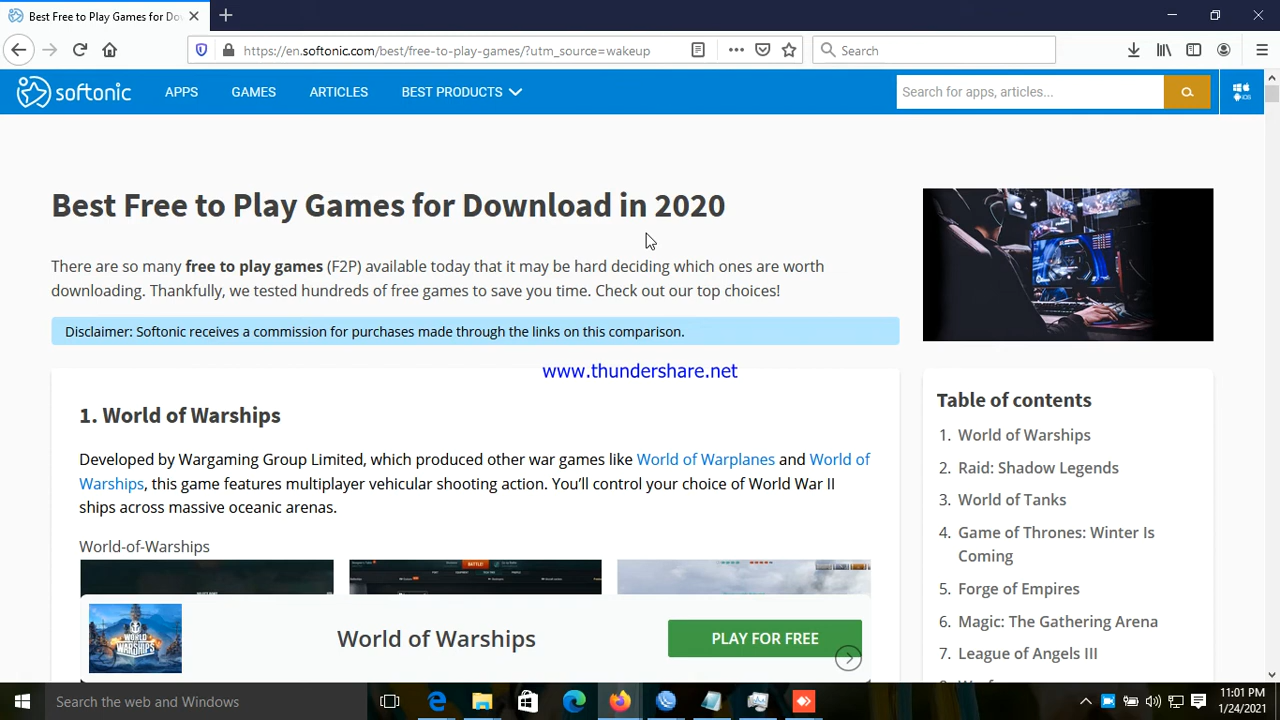 Best Free to Play Games for Do
https://en.softonic.com/best/free-to-play-games/?utm_source=wakeup
Search
softonic
APPS
GAMES
ARTICLES
BEST PRODUCTS
Search for apps, articles...
Best Free to Play Games for Download in 2020
There are so many free to play games (F2P) available today that it may be hard deciding which ones are worth
downloading. Thankfully, we tested hundreds of free games to save you time. Check out our top choices!
Disclaimer: Softonic receives a commission for purchases made through the links on this comparison.
www.thundershare.net
1. World of Warships
Developed by Wargaming Group Limited, which produced other war games like World of Warplanes and World of
Warships, this game features multiplayer vehicular shooting action. You'll control your choice of World War II
ships across massive oceanic arenas.
World-of-Warships
BATTLE!
WORLD
OF
WARSHIPS
World of Warships
PLAY FOR FREE
Table of contents
1. World of Warships
2. Raid: Shadow Legends
3. World of Tanks
4. Game of Thrones: Winter Is
Coming
5. Forge of Empires
6. Magic: The Gathering Arena
7. League of Angels III
Search the web and Windows
11:01 PM
1/24/2021